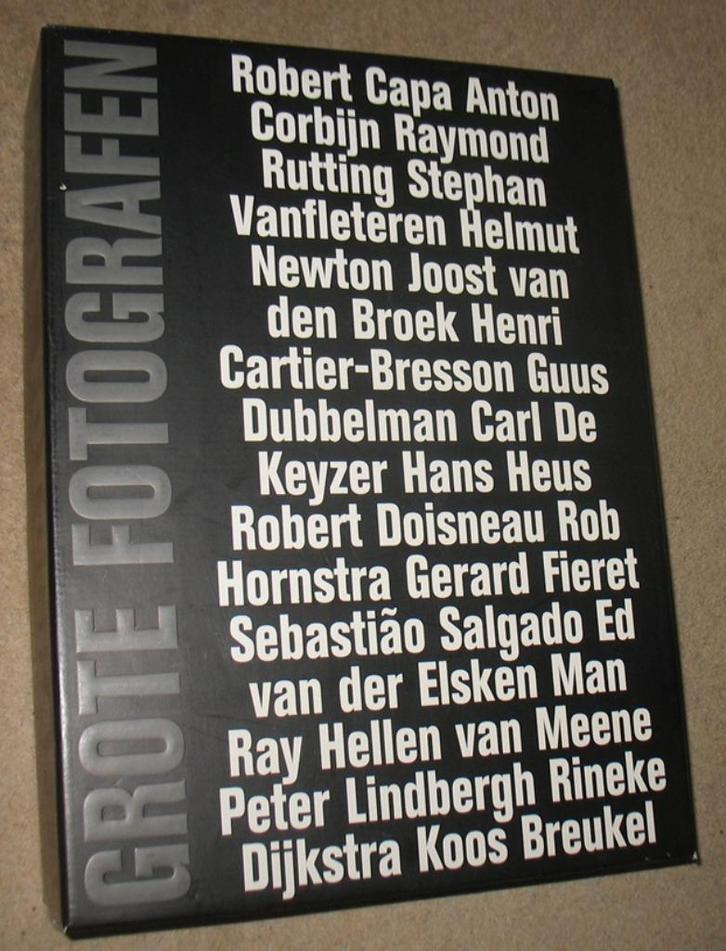 GROTE FOTOGRAFEN
Robert Capa Anton
Corbijn Raymond
Rutting Stephan
Vanfleteren Helmut
Newton Joost van
den Broek Henri
Cartier-Bresson Guus
Dubbelman Carl De
Keyzer Hans Heus
Robert Doisneau Rob
Hornstra Gerard Fieret
Sebastião Salgado Ed
van der Elsken Man
Ray Hellen van Meene
Peter Lindbergh Rineke
Dijkstra Koos Breukel